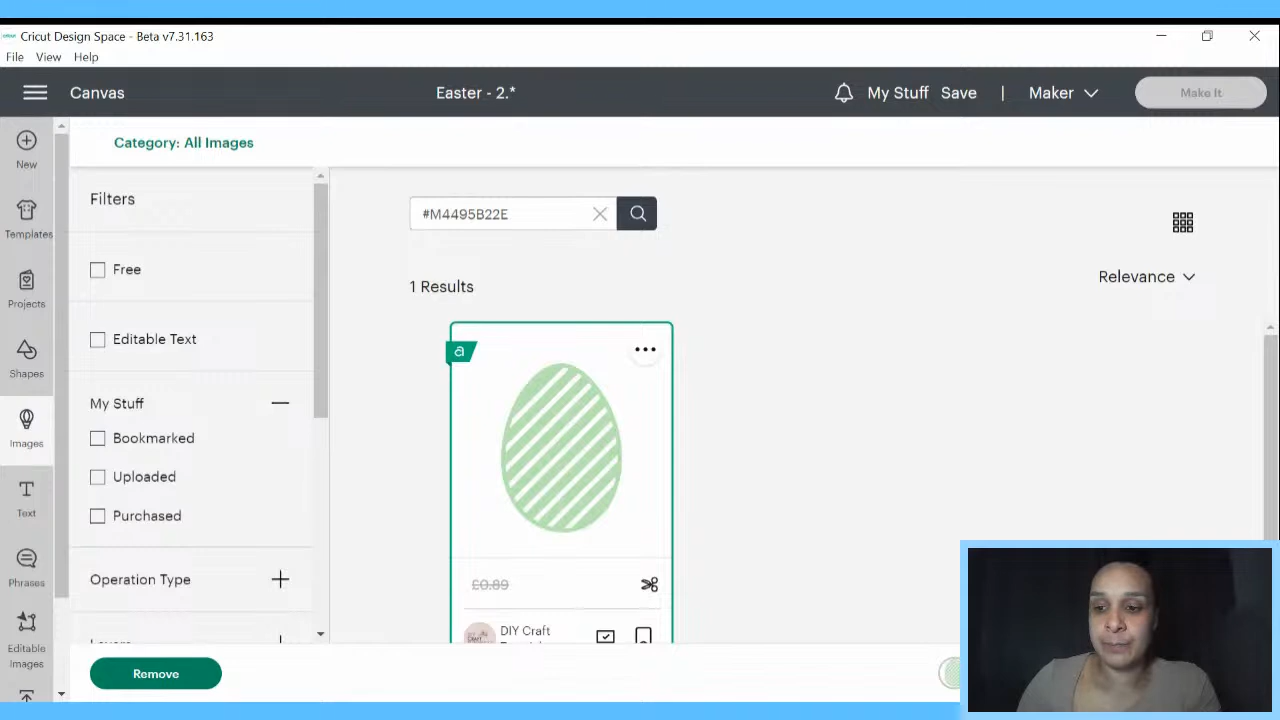 Cricut Design Space - Beta v7.31.163
File View Help
Canvas
Easter - 2.*
My Stuff Save | Maker
Make It
New
Templates
Projects
Shapes
Images
Text
Phrases
Editable
Images
Category: All Images
Filters
Free
Editable Text
My Stuff
Bookmarked
Uploaded
Purchased
Operation Type
Layers
#M4495B22E
1 Results
Relevance
a
£0.89
DIY Craft
Remove